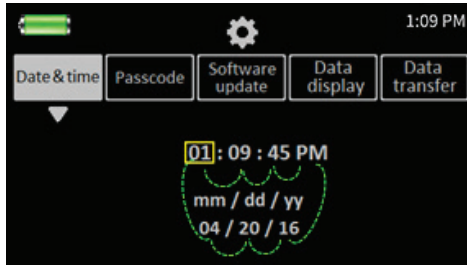 1:09 PM
Date & time
Passcode
Software update
Data display
Data transfer
01 : 09 : 45 PM
mm / dd / yy
04 / 20 / 16